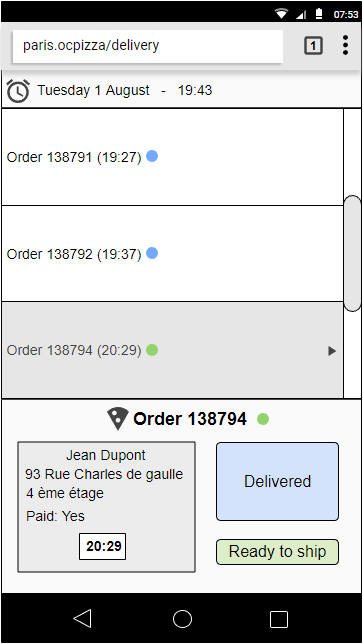 07:53
paris.ocpizza/delivery
1
Tuesday 1 August - 19:43
Order 138791 (19:27)
Order 138792 (19:37)
Order 138794 (20:29)
Order 138794
Jean Dupont
93 Rue Charles de gaulle
4 ème étage
Paid: Yes
20:29
Delivered
Ready to ship